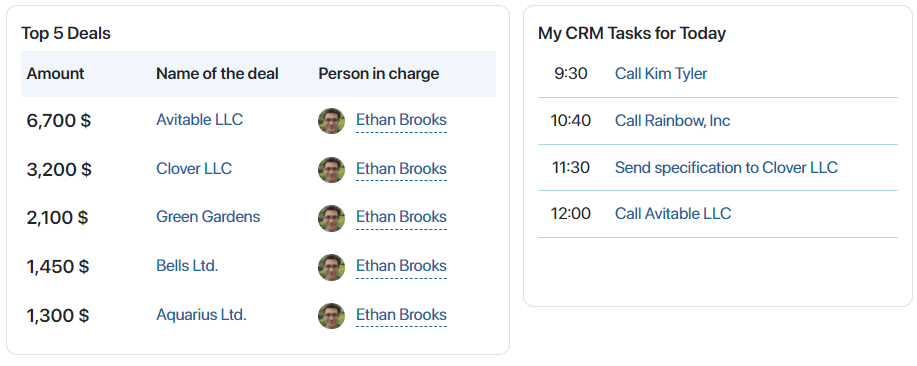 Top 5 Deals
Amount Name of the deal Person in charge
6,700 $ Avitable LLC Ethan Brooks
3,200 $ Clover LLC Ethan Brooks
2,100 $ Green Gardens Ethan Brooks
1,450 $ Bells Ltd. Ethan Brooks
1,300 $ Aquarius Ltd. Ethan Brooks
My CRM Tasks for Today
9:30 Call Kim Tyler
10:40 Call Rainbow, Inc
11:30 Send specification to Clover LLC
12:00 Call Avitable LLC